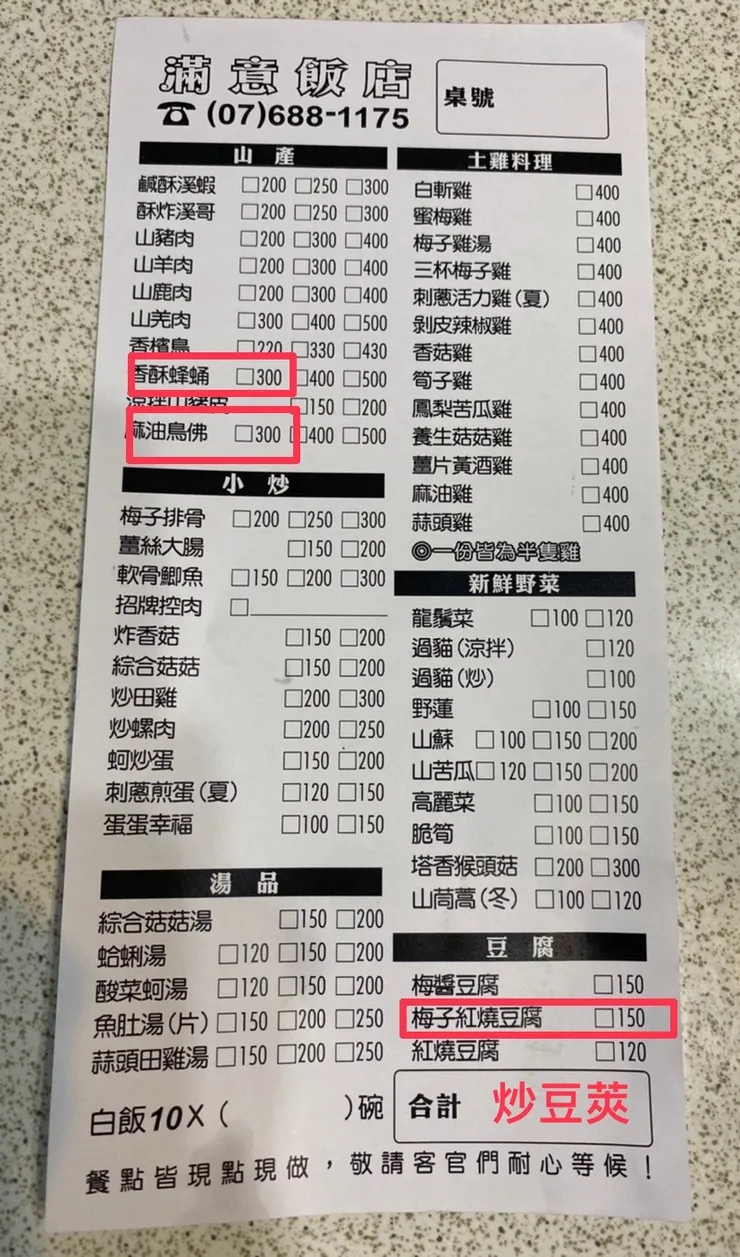 滿意飯店
☎(07)688-1175
桌號
山產
鹹酥溪蝦 □200 □250 □300
酥炸溪哥 □200 □250 □300
山豬肉 □200 □300 □400
山羊肉 □200 □300 □400
山鹿肉 □200 □300 □400
山羌肉 □300 □400 □500
香檳鳥 □220 □330 □430
香酥蜂蛹 □300 □400 □500
涼拌山豬皮 □150 □200
麻油鳥佛 □300 □400 □500
小炒
梅子排骨 □200 □250 □300
薑絲大腸 □150 □200
軟骨鯽魚 □150 □200 □300
招牌控肉 □
炸香菇 □150 □200
綜合菇菇 □150 □200
炒田雞 □200 □300
炒螺肉 □200 □250
蚵炒蛋 □150 □200
刺蔥煎蛋(夏) □120 □150
蛋蛋幸福 □100 □150
湯品
綜合菇菇湯 □150 □200
蛤蜊湯 □120 □150 □200
酸菜蚵湯 □120 □150 □200
魚肚湯(片) □150 □200 □250
蒜頭田雞湯 □150 □200 □250
白飯10X( )碗
土雞料理
白斬雞 □400
蜜梅雞 □400
梅子雞湯 □400
三杯梅子雞 □400
刺蔥活力雞(夏) □400
剝皮辣椒雞 □400
香菇雞 □400
筍子雞 □400
鳳梨苦瓜雞 □400
養生菇菇雞 □400
薑片黃酒雞 □400
麻油雞 □400
蒜頭雞 □400
◎一份皆為半隻雞
新鮮野菜
龍鬚菜 □100 □120
過貓(涼拌) □120
過貓(炒) □100
野蓮 □100 □150
山蘇 □100 □150 □200
山苦瓜 □120 □150 □200
高麗菜 □100 □150
脆筍 □100 □150
塔香猴頭菇 □200 □300
山茼蒿(冬) □100 □120
豆腐
梅醬豆腐 □150
梅子紅燒豆腐 □150
紅燒豆腐 □120
合計 炒豆莢
餐點皆現點現做，敬請客官們耐心等候！